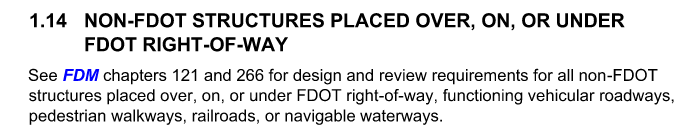 1.14 NON-FDOT STRUCTURES PLACED OVER, ON, OR UNDER
FDOT RIGHT-OF-WAY
See FDM chapters 121 and 266 for design and review requirements for all non-FDOT
structures placed over, on, or under FDOT right-of-way, functioning vehicular roadways,
pedestrian walkways, railroads, or navigable waterways.